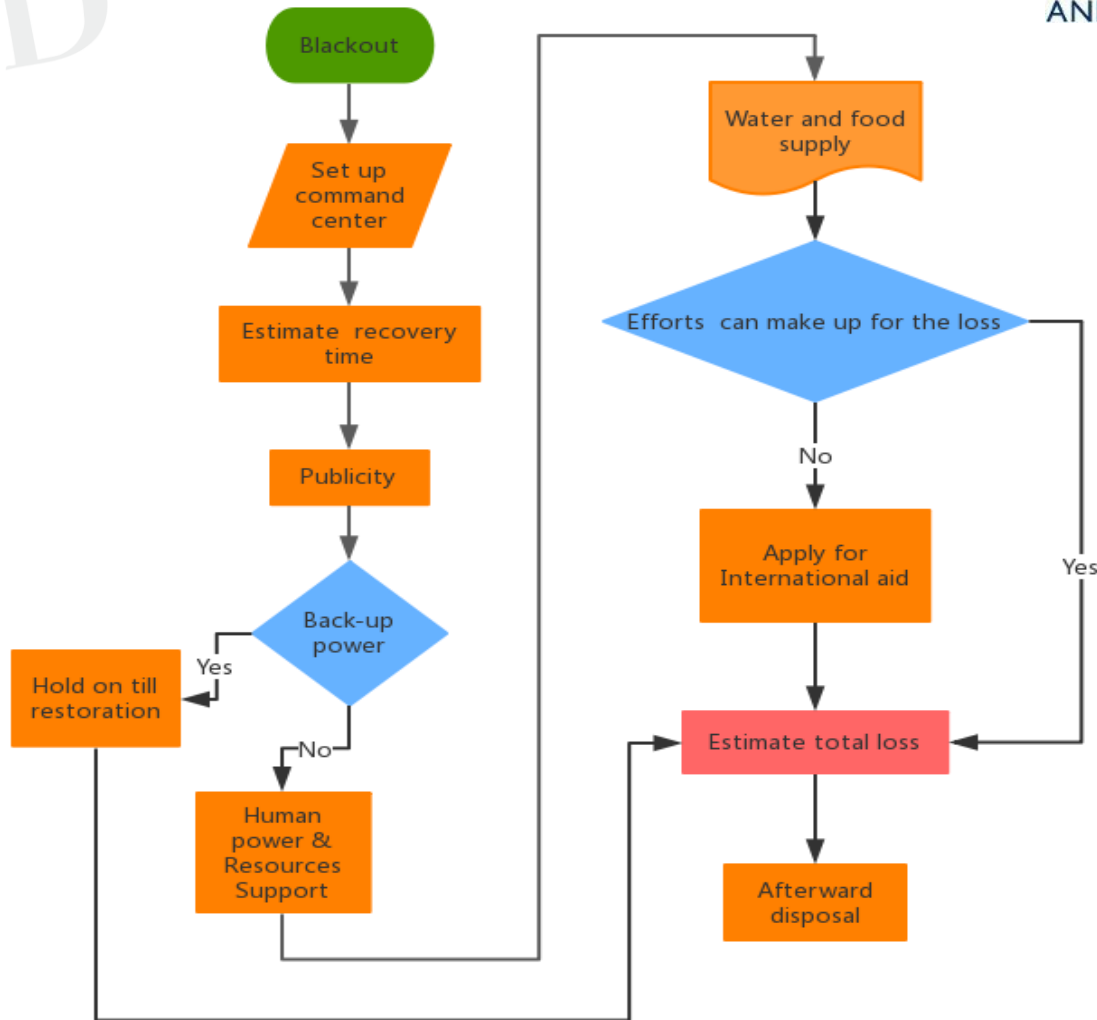 Blackout
Set up
command
center
Estimate recovery
time
Publicity
Back-up
power
Yes
Hold on till
restoration
No
Human
power &
Resources
Support
Water and food
supply
Efforts can make up for the loss
No
Yes
Apply for
International aid
Estimate total loss
Afterward
disposal